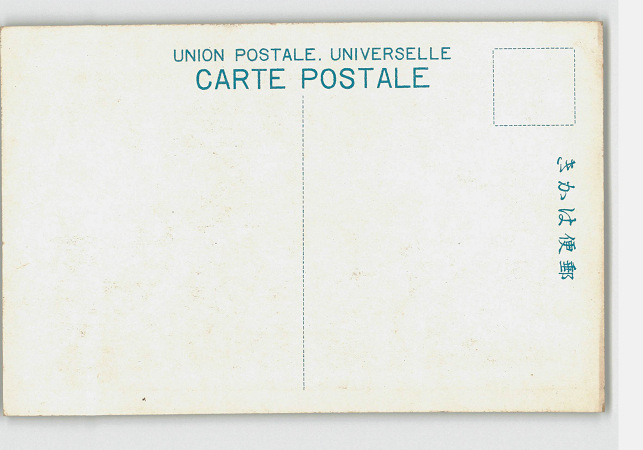 UNION POSTALE. UNIVERSELLE
CARTE POSTALE
きかは便郵